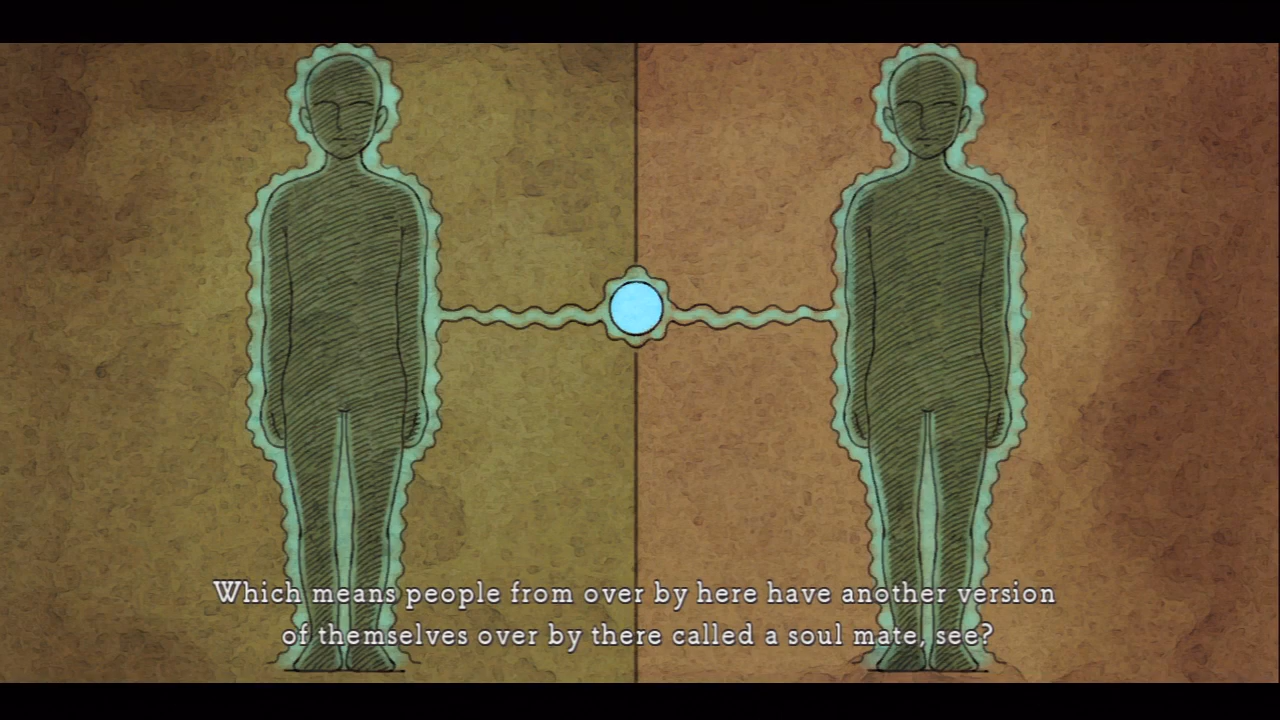 Which means people from over by here have another version
of themselves over by there called a soul mate, see?